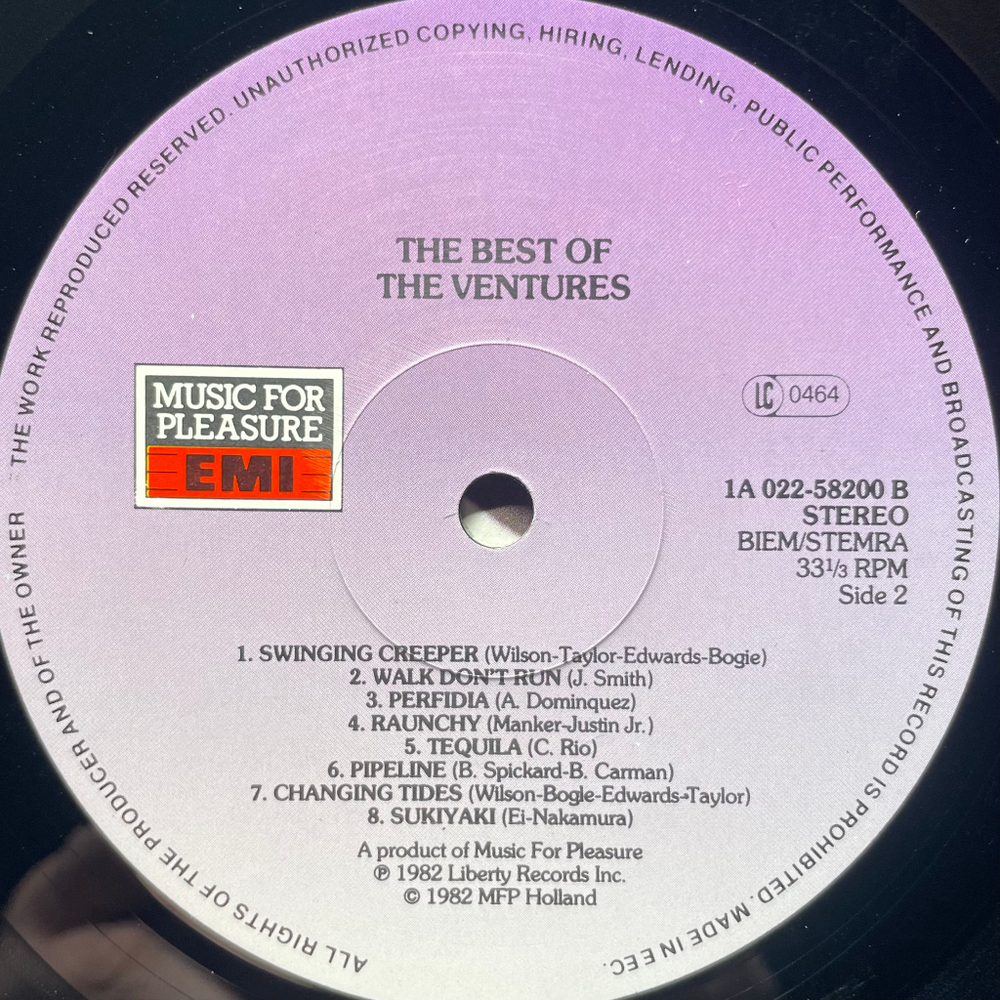 ALL RIGHTS OF THE PRODUCER AND OF THE OWNER THE WORK REPRODUCED RESERVED. UNAUTHORIZED COPYING, HIRING, LENDING, PUBLIC PERFORMANCE AND BROADCASTING OF THIS RECORD IS PROHIBITED. MADE IN EEC.
THE BEST OF
THE VENTURES
MUSIC FOR
PLEASURE
EMI
LC 0464
1A 022-58200 B
STEREO
BIEM/STEMRA
33 1/3 RPM
Side 2
1. SWINGING CREEPER (Wilson-Taylor-Edwards-Bogie)
2. WALK DON'T RUN (J. Smith)
3. PERFIDIA (A. Dominquez)
4. RAUNCHY (Manker-Justin Jr.)
5. TEQUILA (C. Rio)
6. PIPELINE (B. Spickard-B. Carman)
7. CHANGING TIDES (Wilson-Bogle-Edwards-Taylor)
8. SUKIYAKI (Ei-Nakamura)
A product of Music For Pleasure
℗ 1982 Liberty Records Inc.
© 1982 MFP Holland